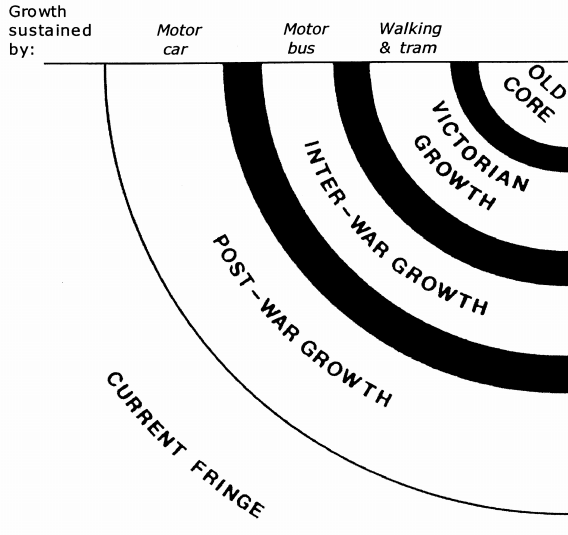 Growth
sustained
by:
Motor
car
Motor
bus
Walking
& tram
OLD
CORE
VICTORIAN
GROWTH
INTER-WAR GROWTH
POST-WAR GROWTH
CURRENT FRINGE